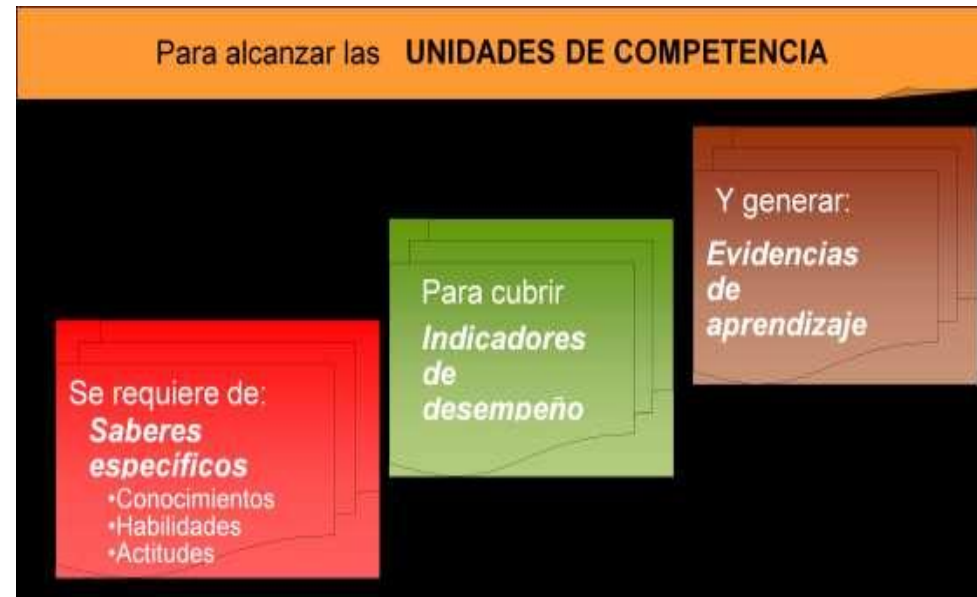 Para alcanzar las UNIDADES DE COMPETENCIA
Se requiere de:
Saberes
específicos
•Conocimientos
•Habilidades
•Actitudes
Para cubrir
Indicadores
de
desempeño
Y generar:
Evidencias
de
aprendizaje